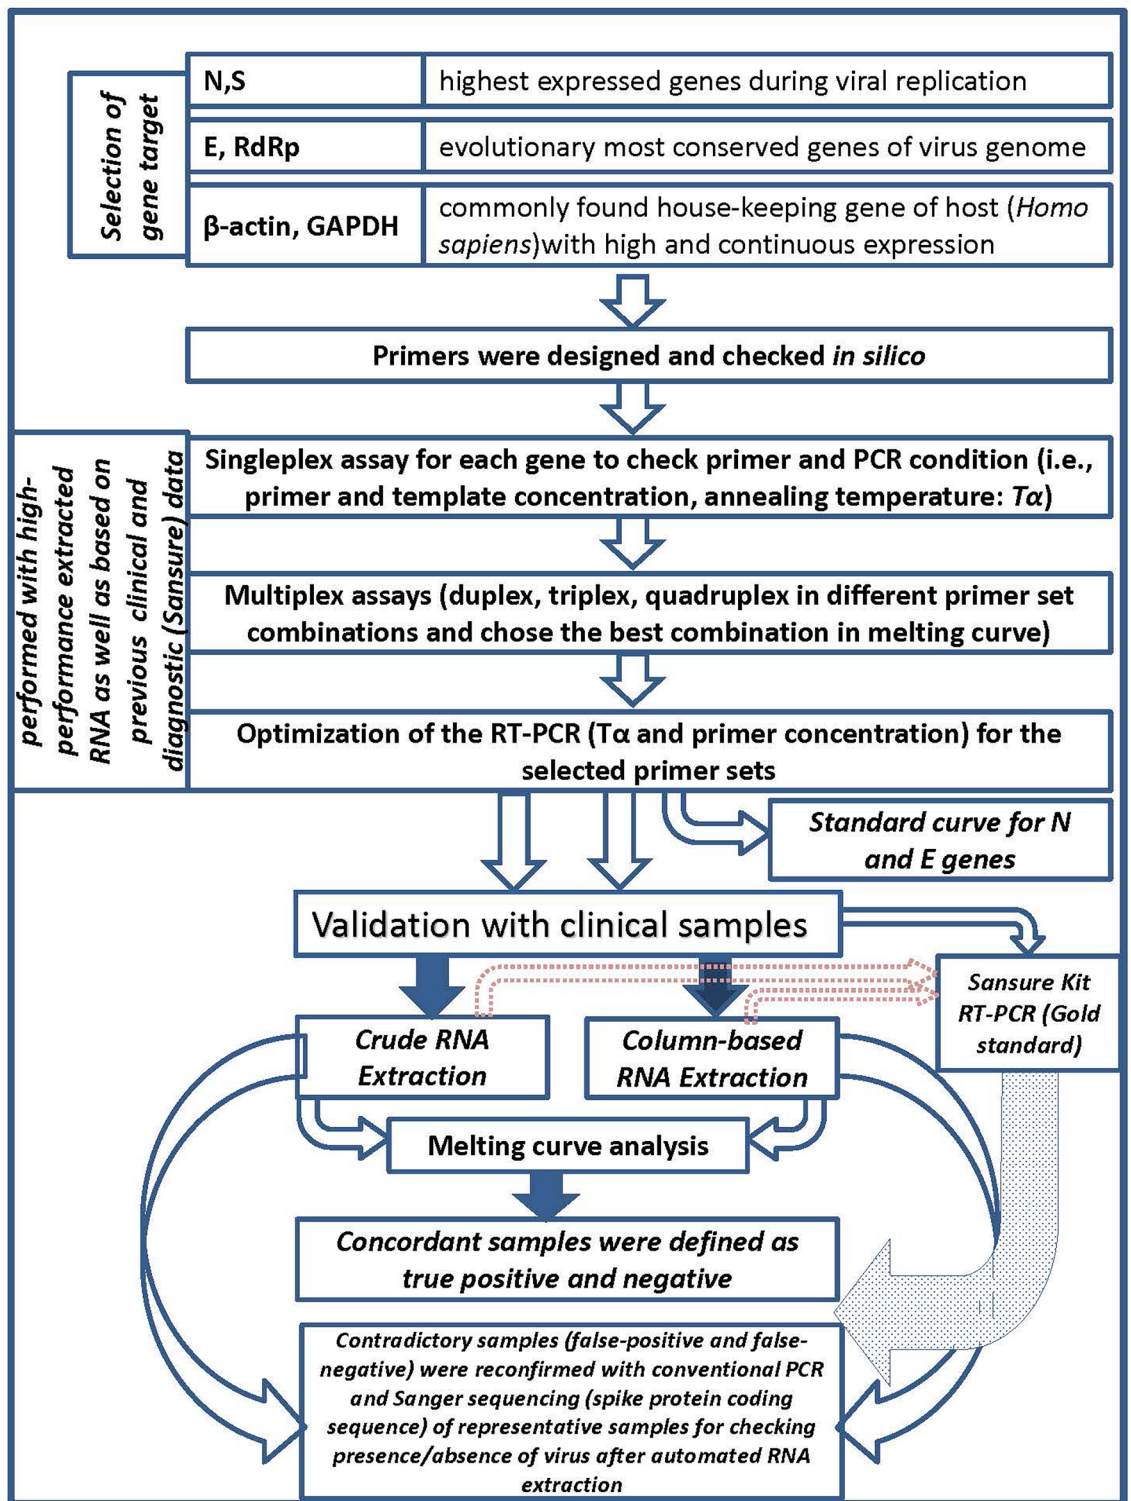 Selection of
gene target
N,S
highest expressed genes during viral replication
E, RdRp
evolutionary most conserved genes of virus genome
β-actin, GAPDH
commonly found house-keeping gene of host (Homo
sapiens)with high and continuous expression
Primers were designed and checked in silico
performed with high-
performance extracted
RNA as well as based on
previous clinical and
diagnostic (Sansure) data
Singleplex assay for each gene to check primer and PCR condition (i.e.,
primer and template concentration, annealing temperature: Tα)
Multiplex assays (duplex, triplex, quadruplex in different primer set
combinations and chose the best combination in melting curve)
Optimization of the RT-PCR (Tα and primer concentration) for the
selected primer sets
Standard curve for N
and E genes
Validation with clinical samples
Sansure Kit
RT-PCR (Gold
standard)
Crude RNA
Extraction
Column-based
RNA Extraction
Melting curve analysis
Concordant samples were defined as
true positive and negative
Contradictory samples (false-positive and false-
negative) were reconfirmed with conventional PCR
and Sanger sequencing (spike protein coding
sequence) of representative samples for checking
presence/absence of virus after automated RNA
extraction